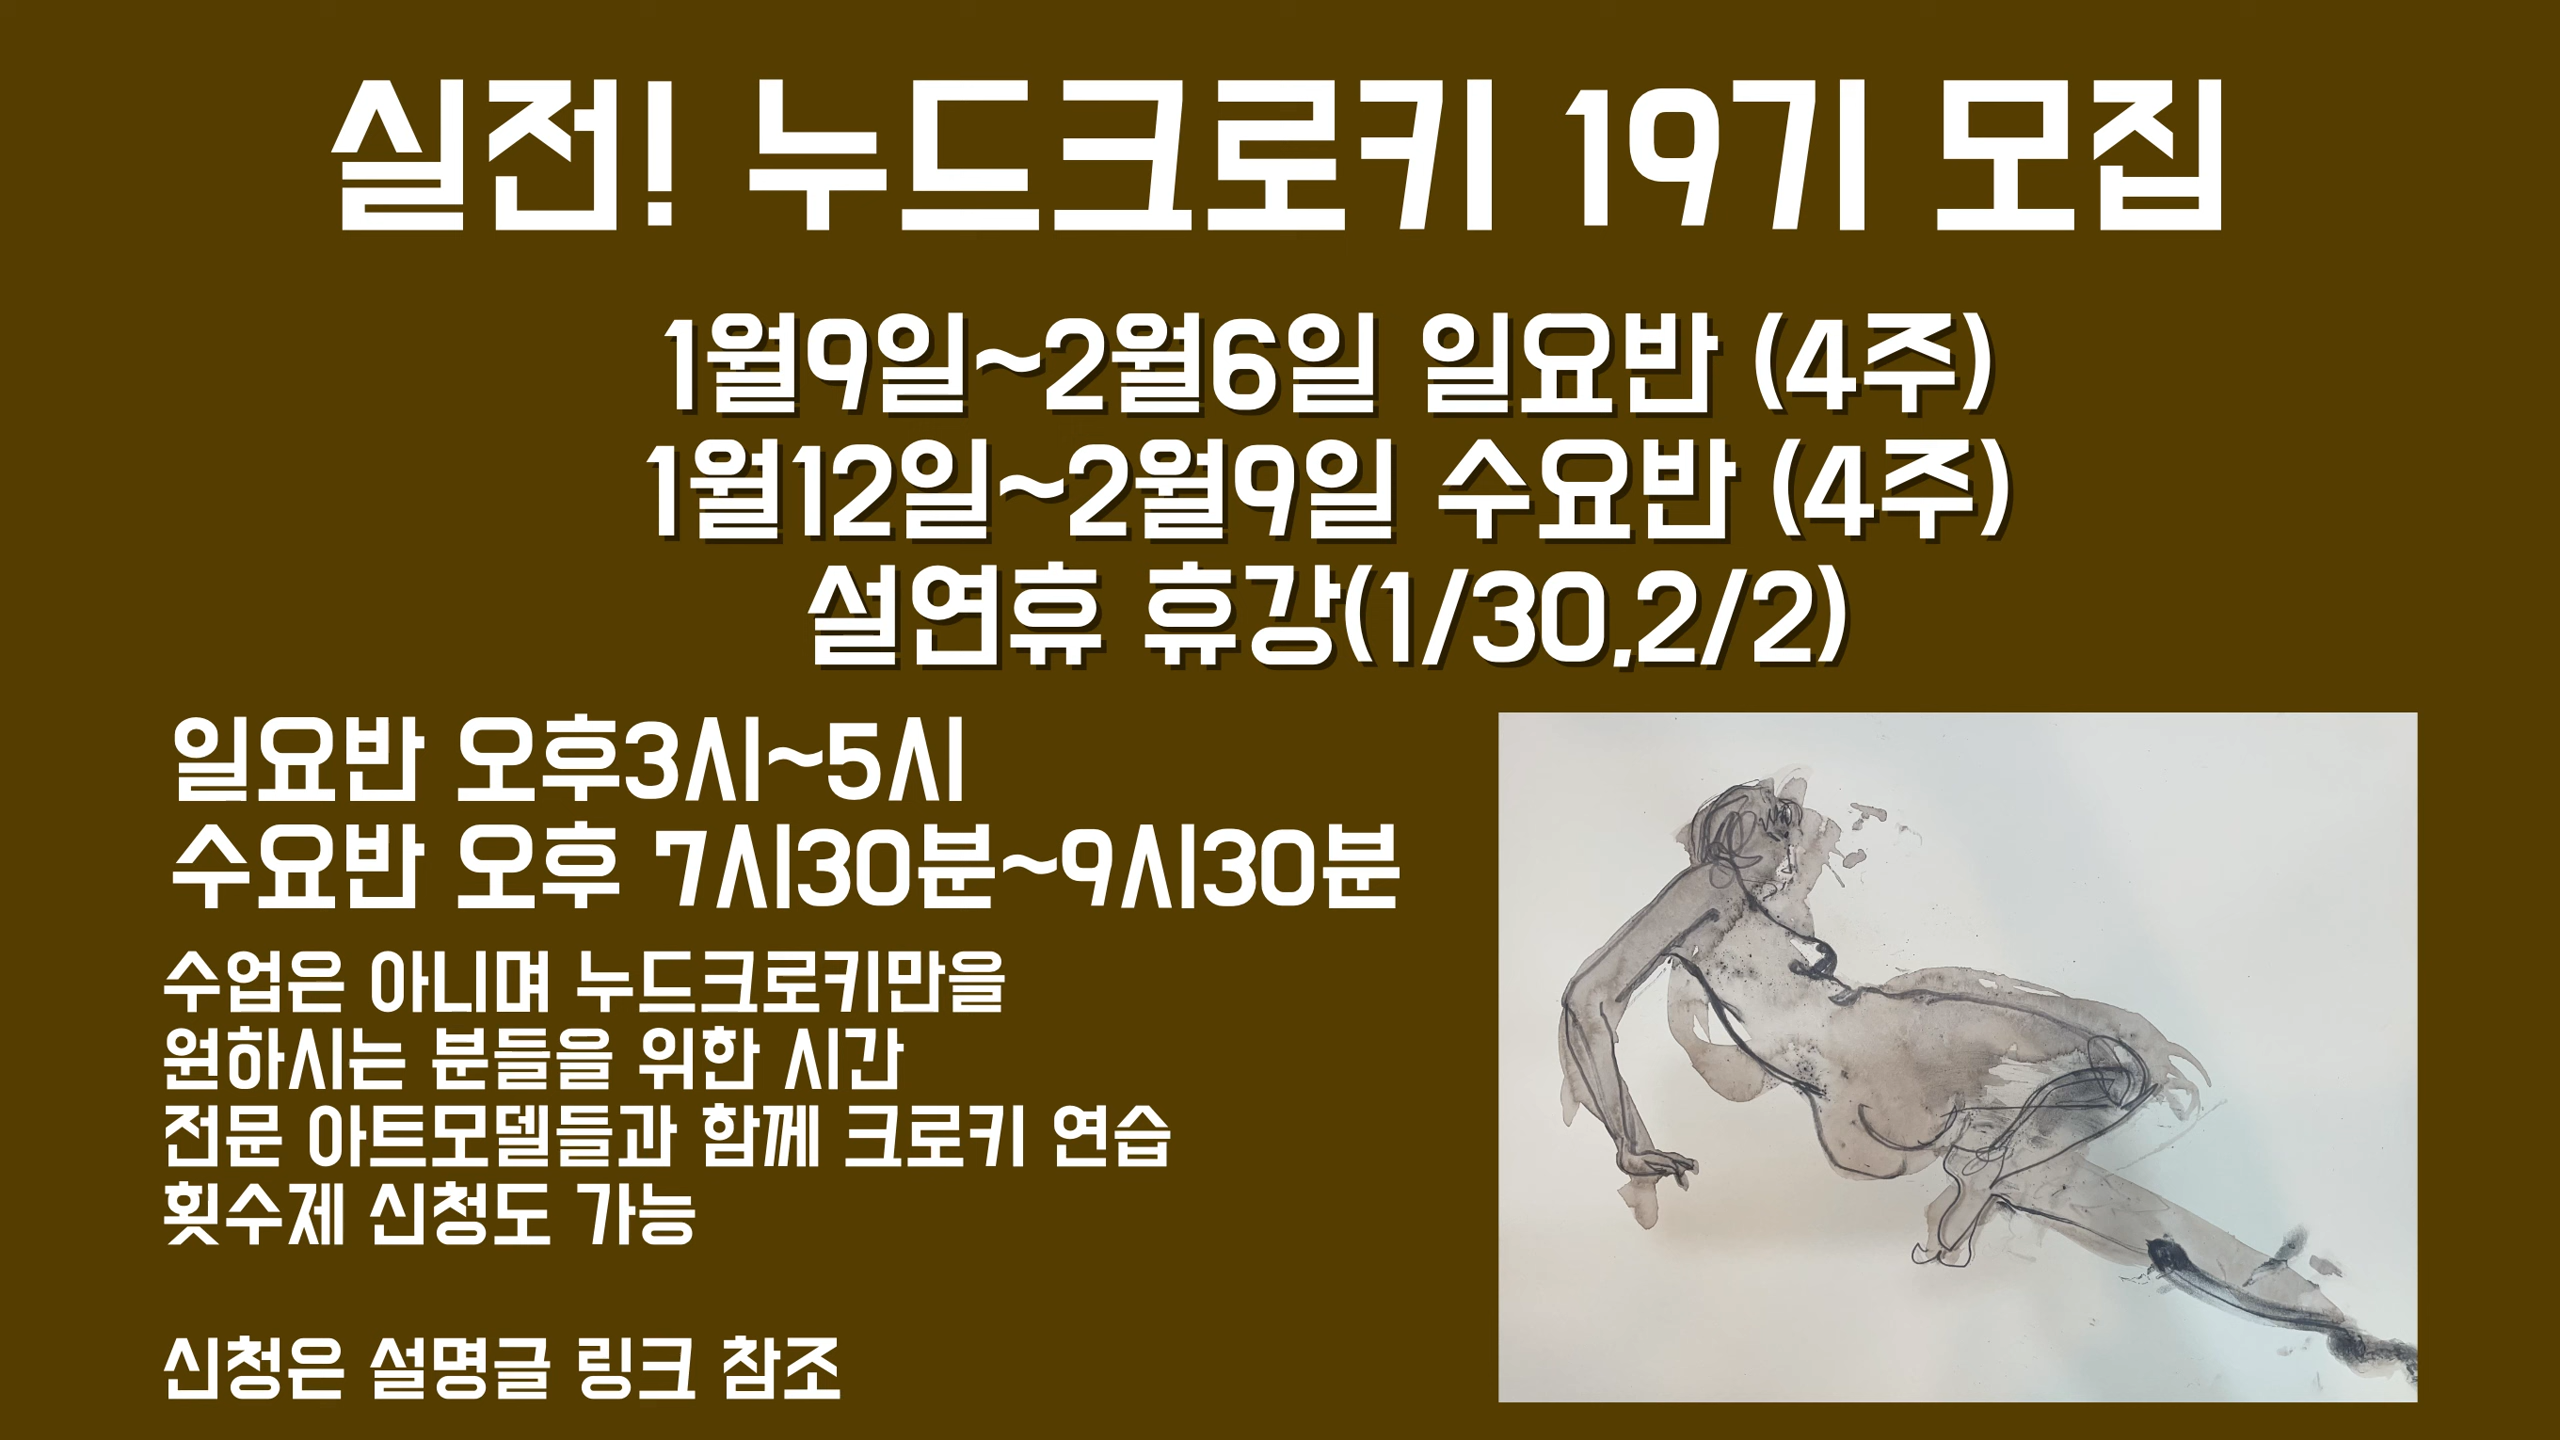 실전! 누드크로키 19기 모집
1월9일~2월6일 일요반 (4주)
1월12일~2월9일 수요반 (4주)
설연휴 휴강(1/30,2/2)
일요반 오후3시~5시
수요반 오후 7시30분~9시30분
수업은 아니며 누드크로키만을
원하시는 분들을 위한 시간
전문 아트모델들과 함께 크로키 연습
횟수제 신청도 가능
신청은 설명글 링크 참조